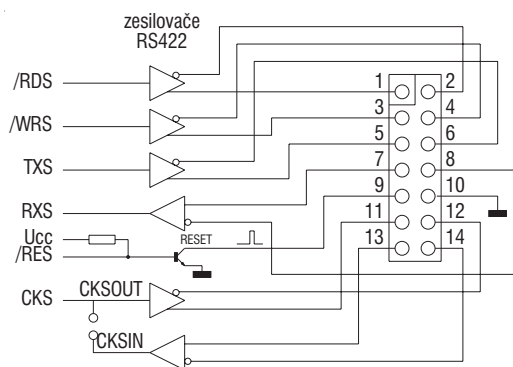 zesilovače
RS422
/RDS
1 2
/WRS
3 4
TXS
5 6
7 8
RXS
9 10
Ucc
RESET
11 12
/RES
13 14
CKS
CKSOUT
CKSIN